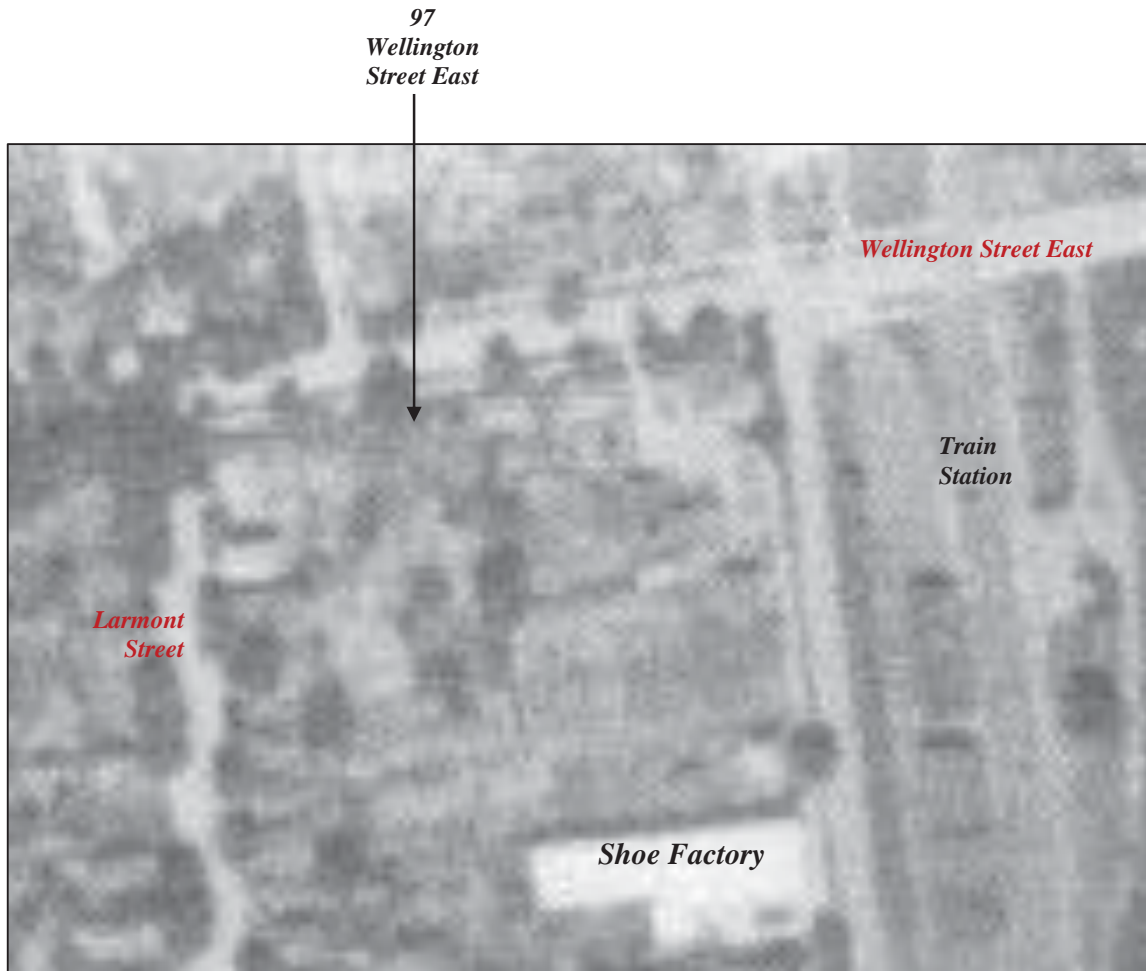 97
Wellington
Street East
Wellington Street East
Train
Station
Larmont
Street
Shoe Factory